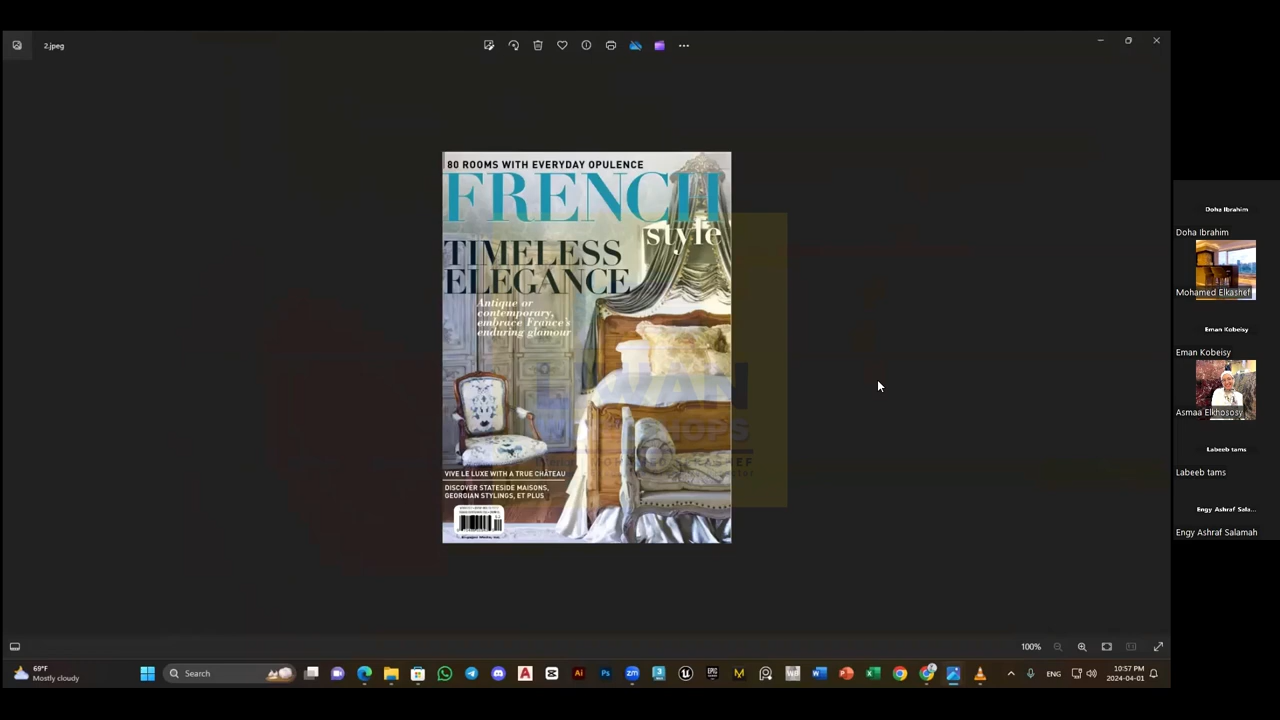 2.jpeg
80 ROOMS WITH EVERYDAY OPULENCE
FRENCH
style
TIMELESS
ELEGANCE
Antique or
contemporary,
embrace France's
enduring glamour
WAN
VIVE LE LUXE WITH A TRUE CHÂTEAU
DISCOVER STATESIDE MAISONS,
GEORGIAN STYLINGS, ET PLUS
Doha Ibrahim
Doha Ibrahim
Mohamed Elkashef
Eman Kobeisy
Eman Kobeisy
Asmaa Elkhososy
Labeeb tams
Labeeb tams
Engy Ashraf Sala...
Engy Ashraf Salamah
100%
69°F
Mostly cloudy
Search
ENG
10:57 PM
2024-04-01